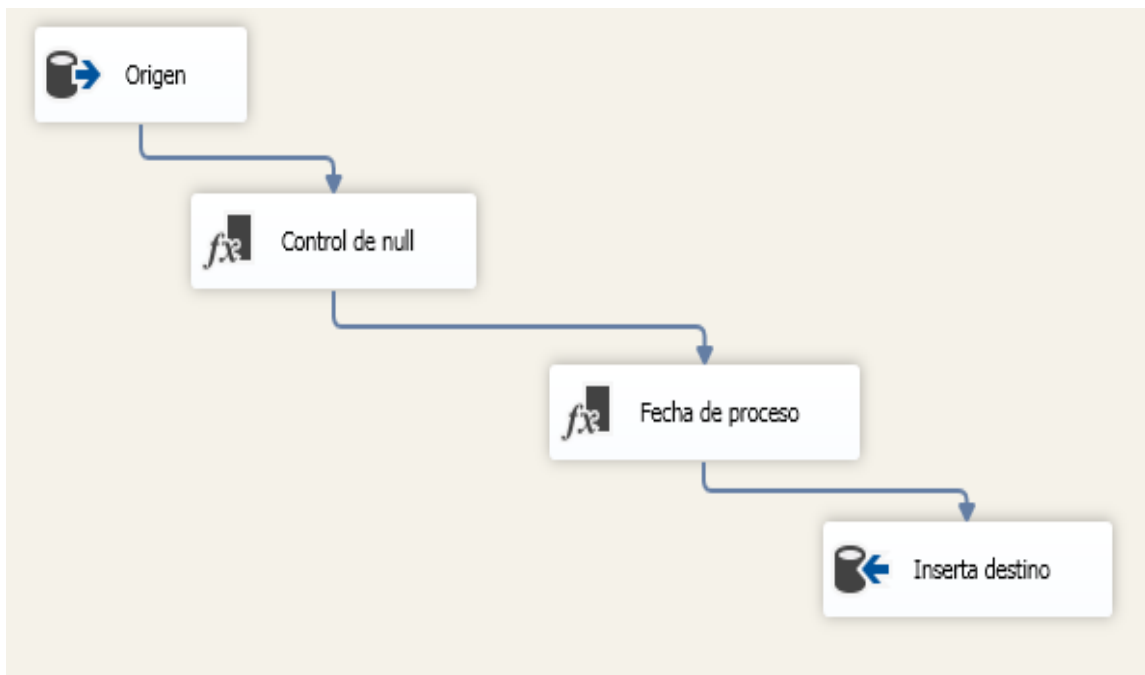 Origen
Control de null
Fecha de proceso
Inserta destino